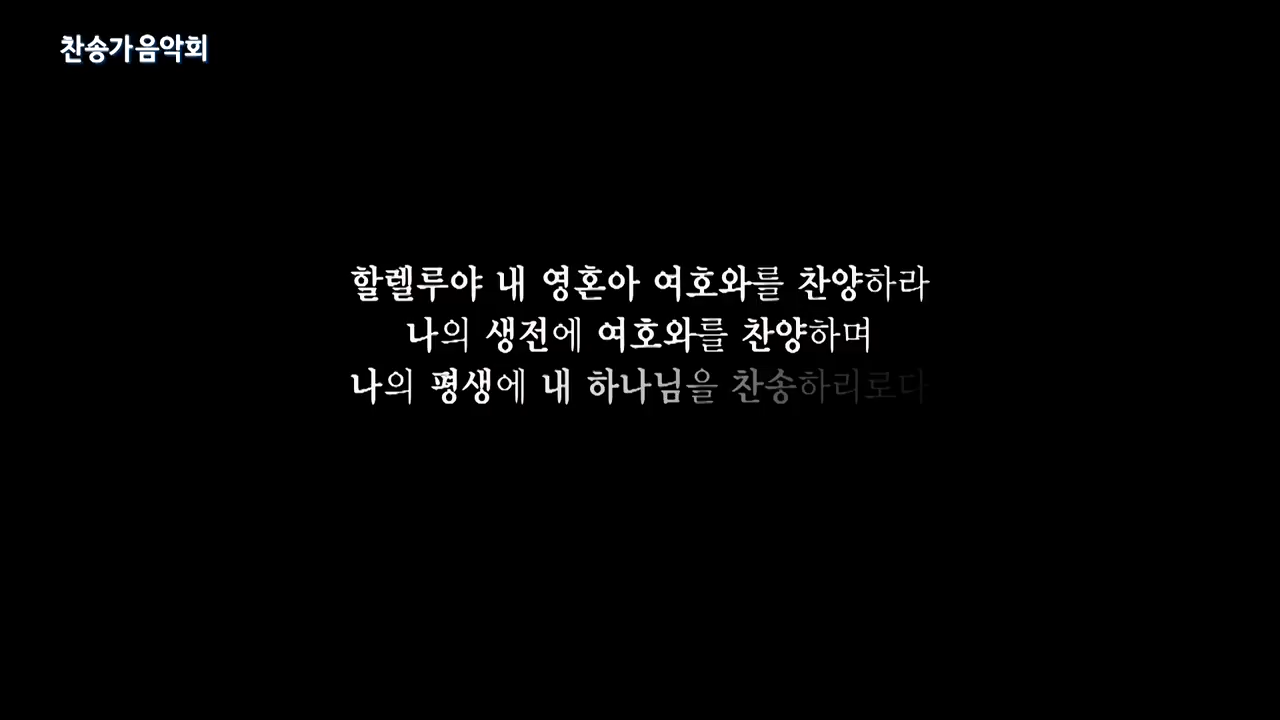 찬송가음악회
할렐루야 내 영혼아 여호와를 찬양하라
나의 생전에 여호와를 찬양하며
나의 평생에 내 하나님을 찬송하리로다